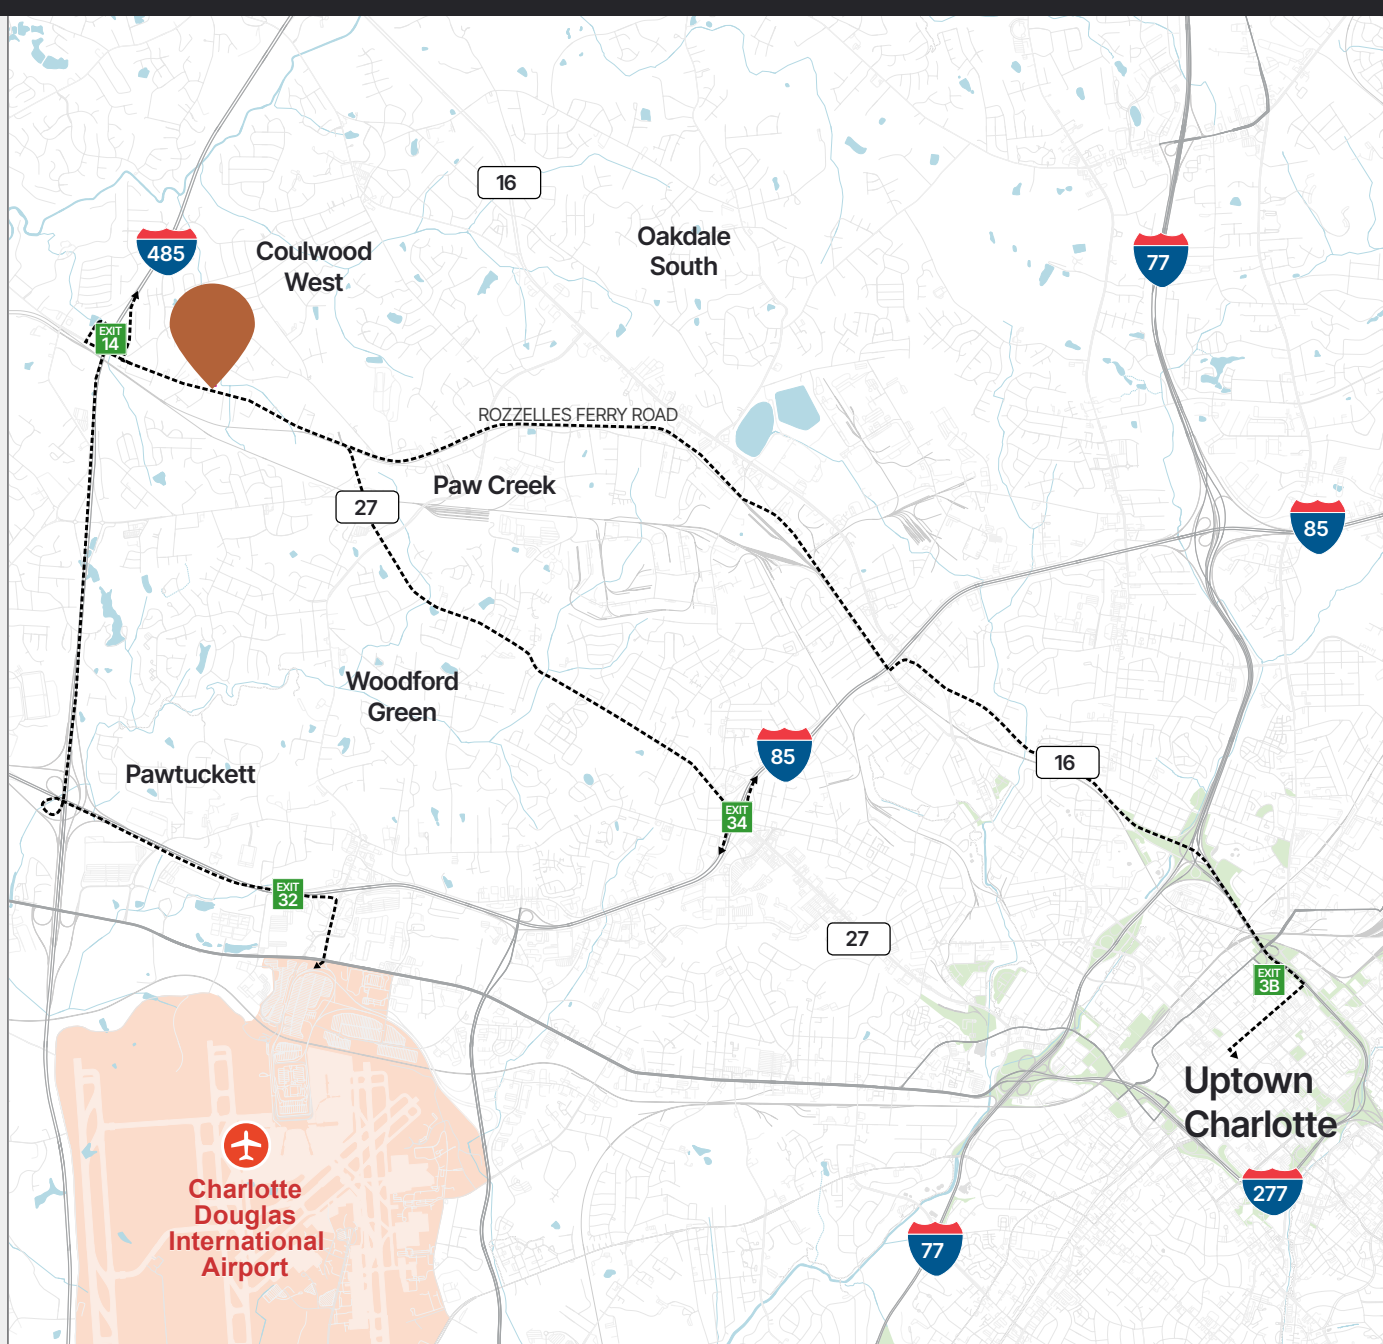 16
Oakdale
South
Coulwood
West
485
77
EXIT
14
ROZZELLES FERRY ROAD
Paw Creek
27
85
Woodford
Green
85
16
Pawtuckett
EXIT
34
EXIT
32
27
EXIT
3B
Uptown
Charlotte
Charlotte
Douglas
International
Airport
277
77